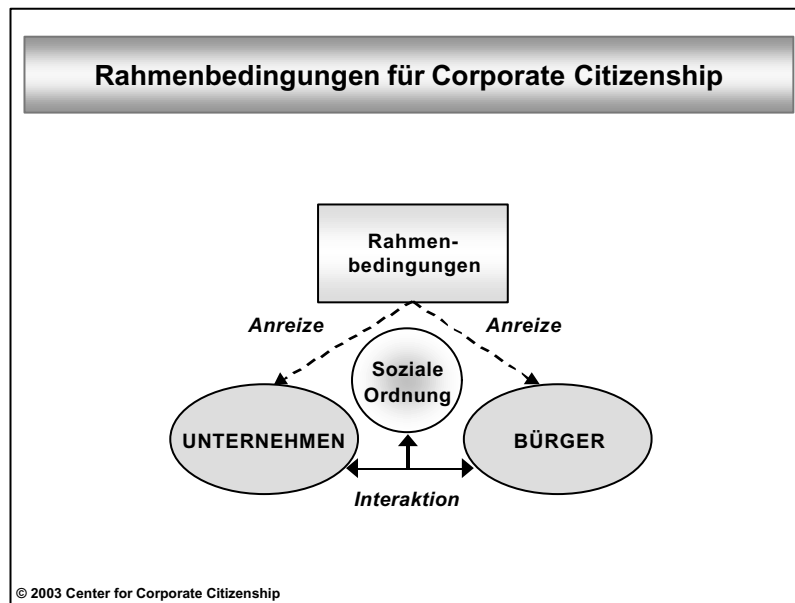 Rahmenbedingungen für Corporate Citizenship
Rahmen-
bedingungen
Anreize
Anreize
Soziale
Ordnung
UNTERNEHMEN
BÜRGER
Interaktion
© 2003 Center for Corporate Citizenship